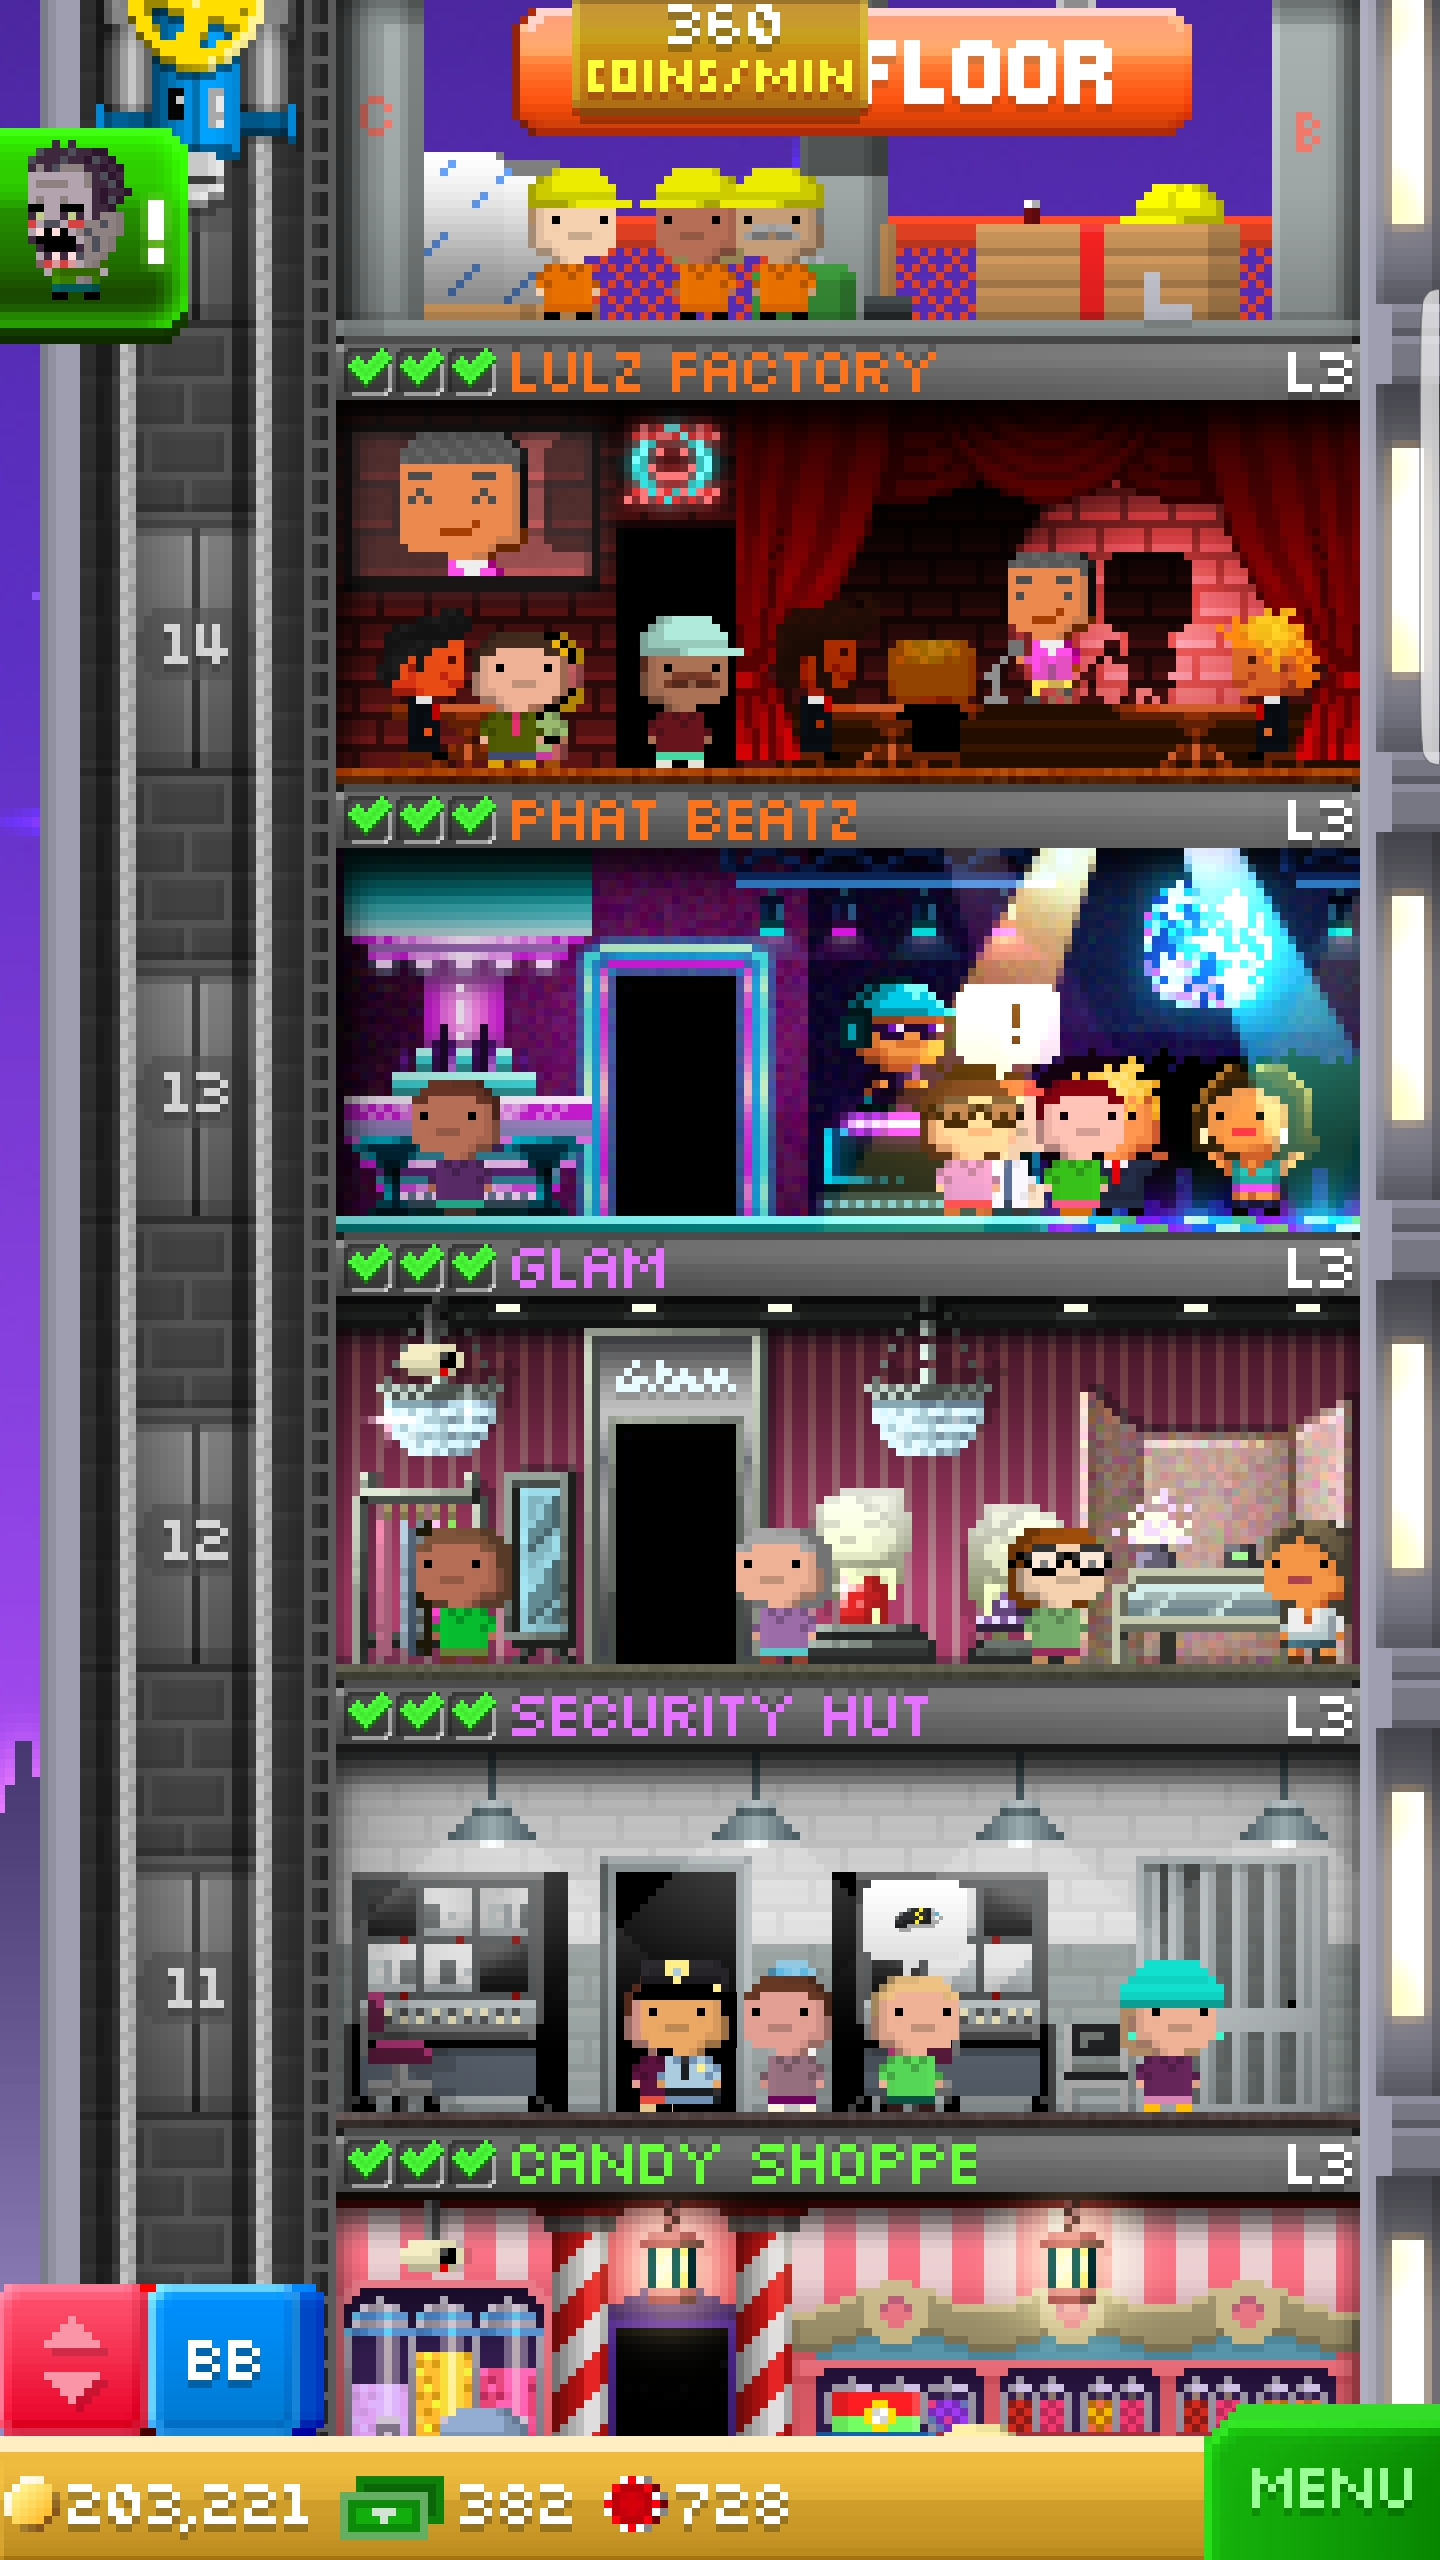 360
COINS/MIN
FLOOR
C
B
!
LULZ FACTORY
L3
14
PHAT BEATZ
L3
!
13
GLAM
L3
Glam
12
SECURITY HUT
L3
11
CANDY SHOPPE
L3
BB
203,221
382
728
MENU